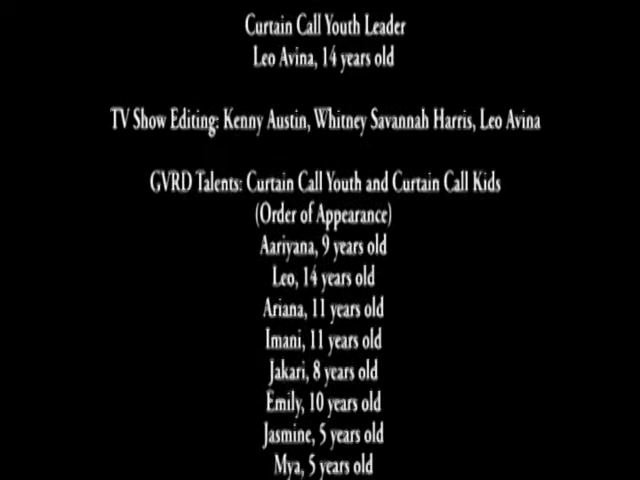 Curtain Call Youth Leader
Leo Avina, 14 years old
TV Show Editing: Kenny Austin, Whitney Savannah Harris, Leo Avina
GVRD Talents: Curtain Call Youth and Curtain Call Kids
(Order of Appearance)
Aariyana, 9 years old
Leo, 14 years old
Ariana, 11 years old
Imani, 11 years old
Jakari, 8 years old
Emily, 10 years old
Jasmine, 5 years old
Mya, 5 years old